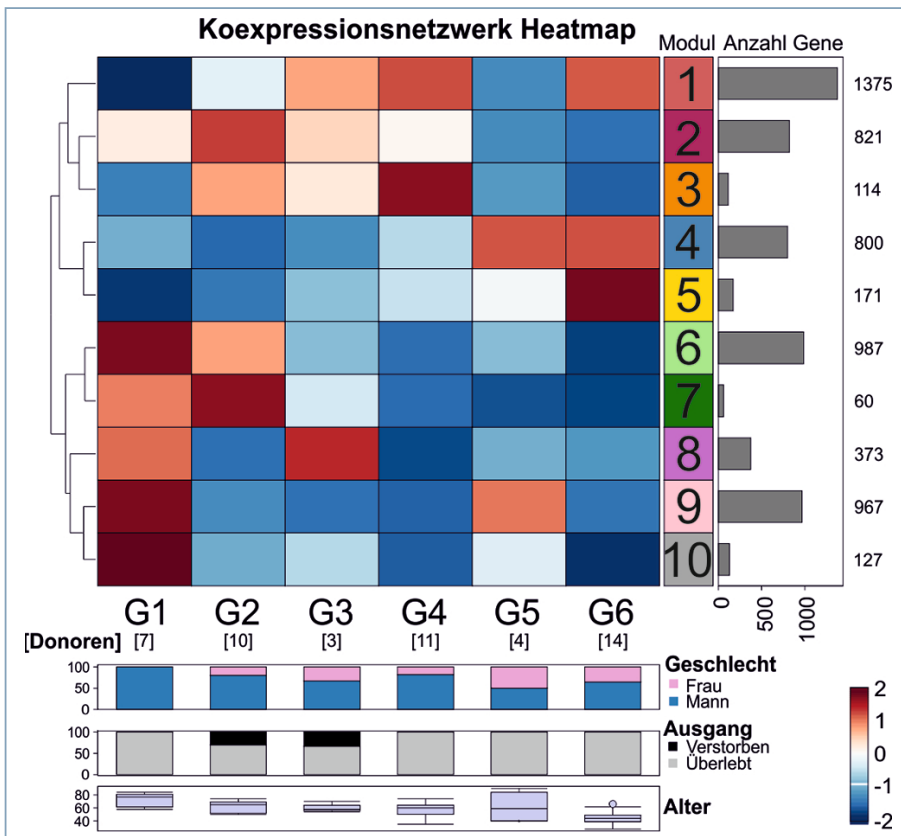 Koexpressionsnetzwerk Heatmap
Modul Anzahl Gene
1 1375
2 821
3 114
4 800
5 171
6 987
7 60
8 373
9 967
10 127
0 500 1000
G1 G2 G3 G4 G5 G6
[Donoren] [7] [10] [3] [11] [4] [14]
Geschlecht
100
50
0
Frau
Mann
Ausgang
100
50
0
Verstorben
Überlebt
Alter
80
60
40
2
1
0
-1
-2